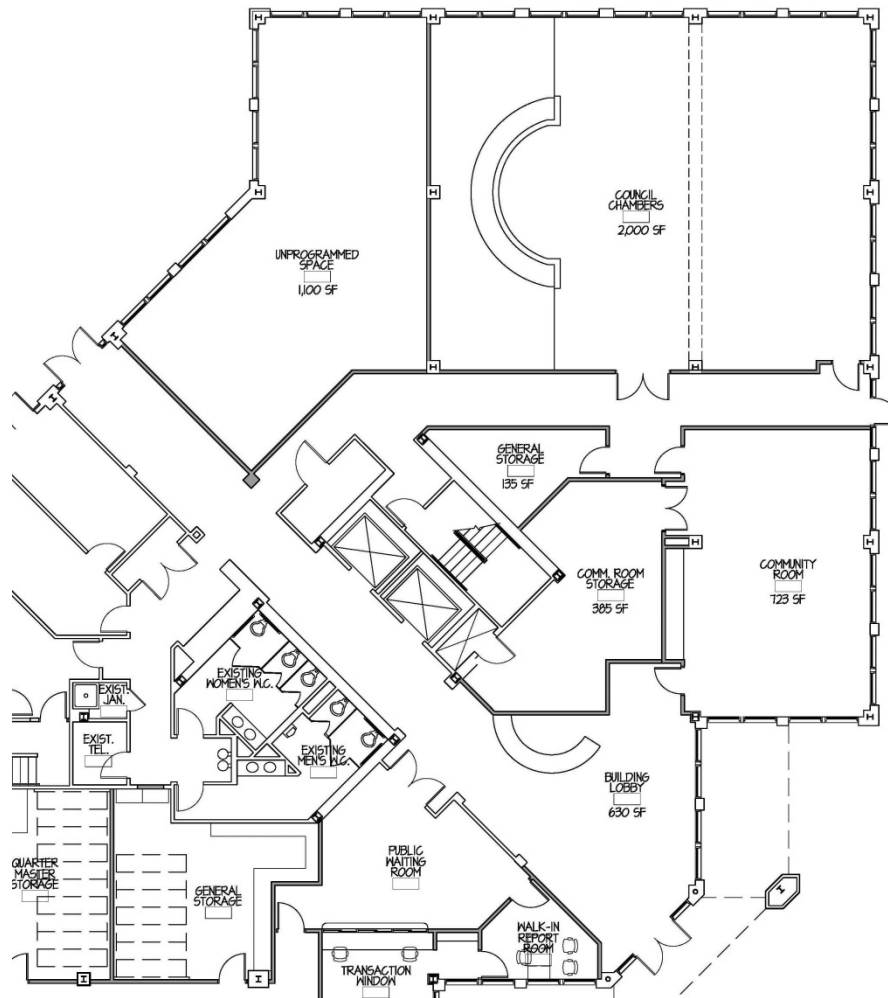 COUNCIL
CHAMBERS
2,000 SF
UNPROGRAMMED
SPACE
1,100 SF
GENERAL
STORAGE
135 SF
COMM. ROOM
STORAGE
385 SF
COMMUNITY
ROOM
723 SF
EXISTING
WOMEN'S W.C.
EXIST.
JAN.
EXIST.
TEL.
EXISTING
MEN'S W.C.
BUILDING
LOBBY
630 SF
PUBLIC
WAITING
ROOM
QUARTER
MASTER
STORAGE
GENERAL
STORAGE
WALK-IN
REPORT
ROOM
TRANSACTION
WINDOW